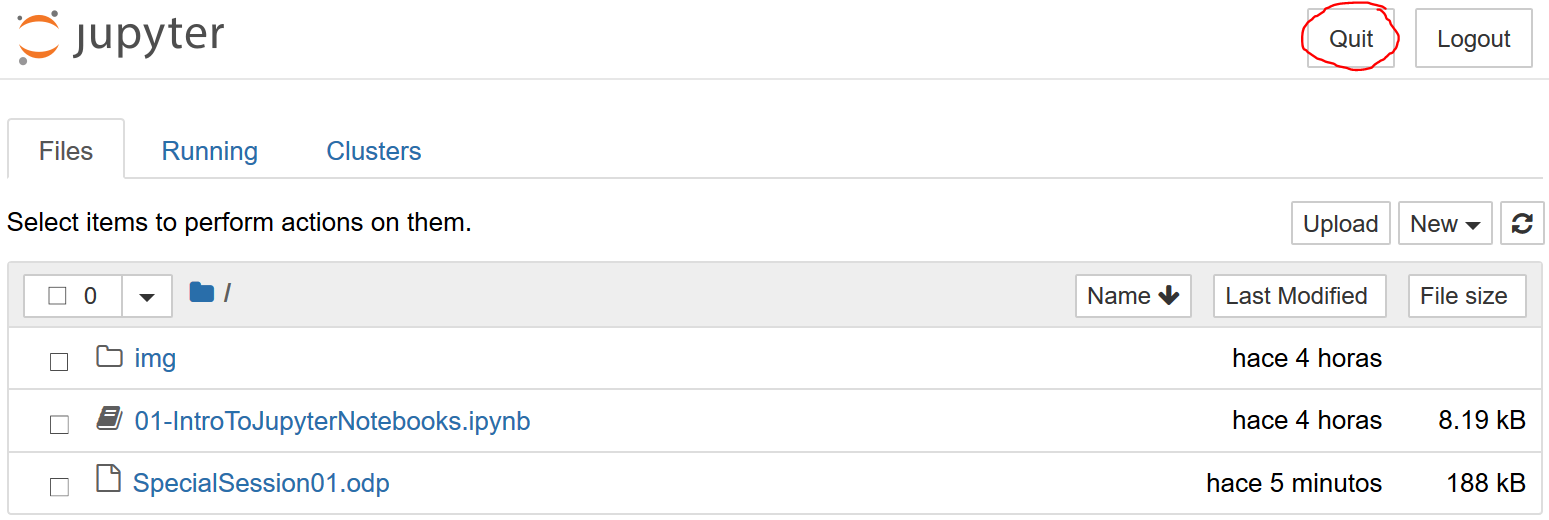 jupyter Quit Logout
Files Running Clusters
Select items to perform actions on them. Upload New
0 / Name Last Modified File size
img hace 4 horas
01-IntroToJupyterNotebooks.ipynb hace 4 horas 8.19 kB
SpecialSession01.odp hace 5 minutos 188 kB